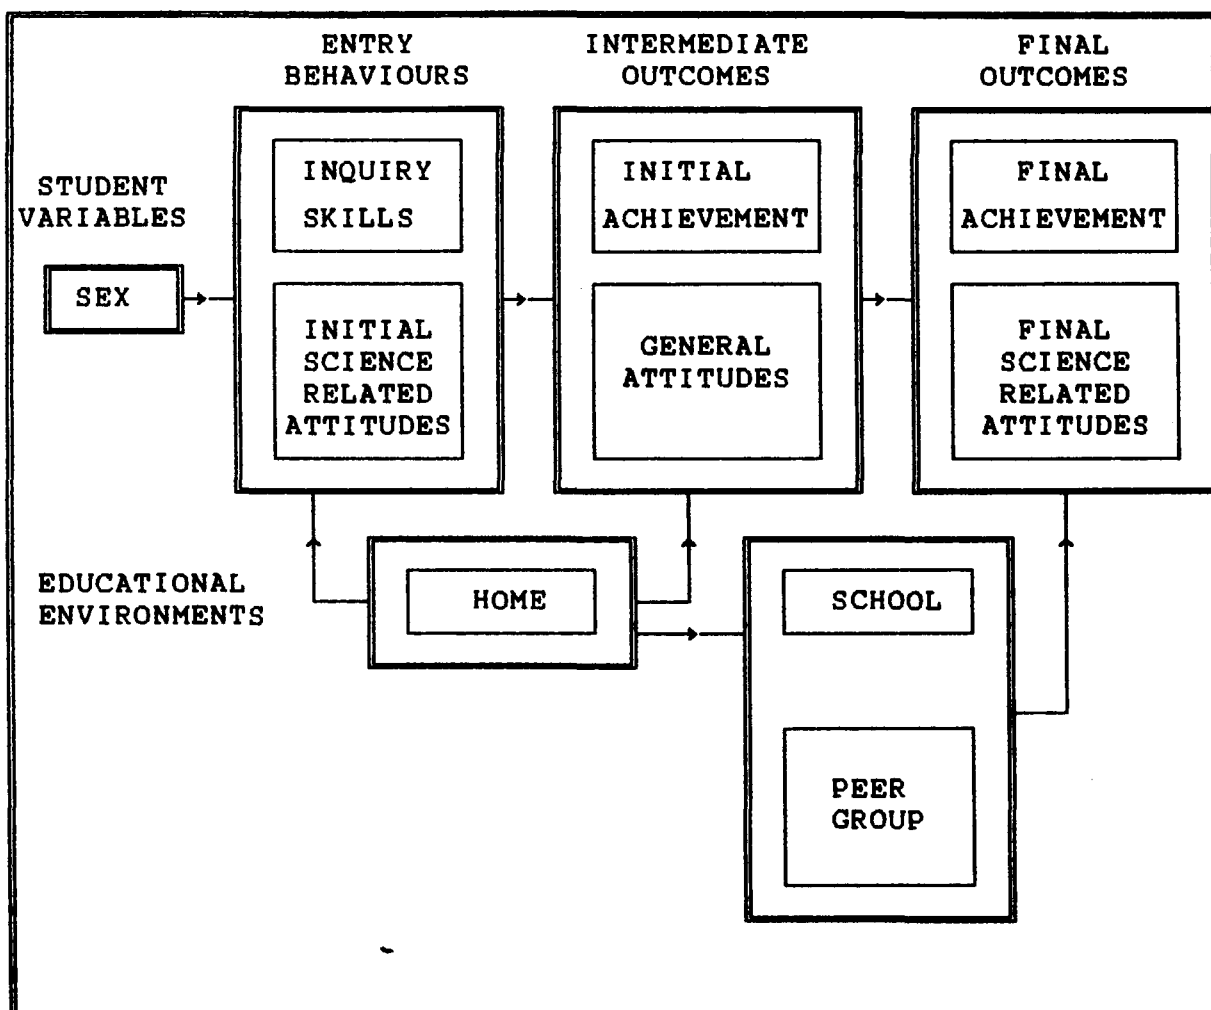 ENTRY
BEHAVIOURS
INTERMEDIATE
OUTCOMES
FINAL
OUTCOMES
STUDENT
VARIABLES
SEX
INQUIRY
SKILLS
INITIAL
SCIENCE
RELATED
ATTITUDES
INITIAL
ACHIEVEMENT
GENERAL
ATTITUDES
FINAL
ACHIEVEMENT
FINAL
SCIENCE
RELATED
ATTITUDES
EDUCATIONAL
ENVIRONMENTS
HOME
SCHOOL
PEER
GROUP